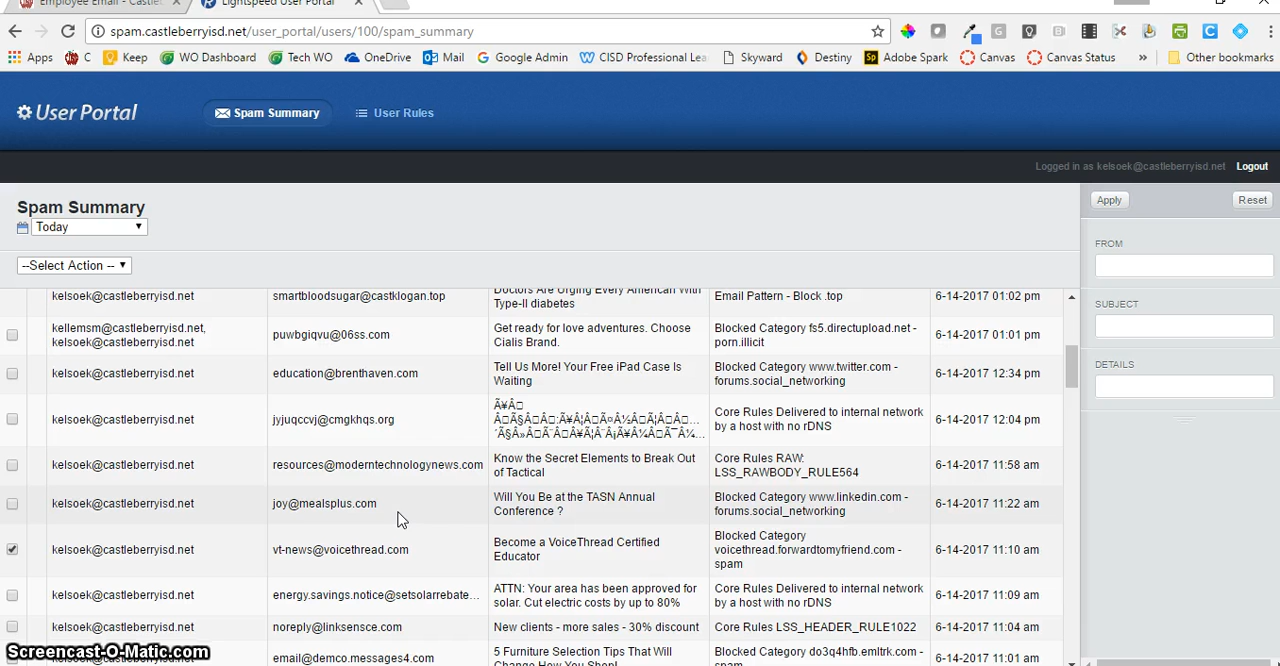 Employee Email - Castleb
Lightspeed User Portal
spam.castleberryisd.net/user_portal/users/100/spam_summary
Apps C Keep WO Dashboard Tech WO OneDrive Mail Google Admin CISD Professional Lea Skyward Destiny Adobe Spark Canvas Canvas Status » Other bookmarks
User Portal Spam Summary User Rules
Logged in as kelsoek@castleberryisd.net Logout
Spam Summary
Today
Apply Reset
--Select Action --
FROM
SUBJECT
DETAILS
kelsoek@castleberryisd.net smartbloodsugar@castklogan.top Doctors Are Urging Every American With Email Pattern - Block .top 6-14-2017 01:02 pm
Type-II diabetes
kellemsm@castleberryisd.net, puwbgiqvu@06ss.com Get ready for love adventures. Choose Blocked Category fs5.directupload.net - 6-14-2017 01:01 pm
kelsoek@castleberryisd.net Cialis Brand. porn.illicit
kelsoek@castleberryisd.net education@brenthaven.com Tell Us More! Your Free iPad Case Is Blocked Category www.twitter.com - 6-14-2017 12:34 pm
Waiting forums.social_networking
kelsoek@castleberryisd.net jyjuqccvj@cmgkhqs.org Core Rules Delivered to internal network 6-14-2017 12:04 pm
by a host with no rDNS
kelsoek@castleberryisd.net resources@moderntechnologynews.com Know the Secret Elements to Break Out Core Rules RAW: 6-14-2017 11:58 am
of Tactical LSS_RAWBODY_RULE564
kelsoek@castleberryisd.net joy@mealsplus.com Will You Be at the TASN Annual Blocked Category www.linkedin.com - 6-14-2017 11:22 am
Conference ? forums.social_networking
kelsoek@castleberryisd.net vt-news@voicethread.com Become a VoiceThread Certified Blocked Category 6-14-2017 11:10 am
Educator voicethread.forwardtomyfriend.com -
spam
kelsoek@castleberryisd.net energy.savings.notice@setsolarrebate... ATTN: Your area has been approved for Core Rules Delivered to internal network 6-14-2017 11:09 am
solar. Cut electric costs by up to 80% by a host with no rDNS
kelsoek@castleberryisd.net noreply@linksensce.com New clients - more sales - 30% discount Core Rules LSS_HEADER_RULE1022 6-14-2017 11:04 am
kelsoek@castleberryisd.net email@demco.messages4.com 5 Furniture Selection Tips That Will Blocked Category do3q4hfb.emltrk.com - 6-14-2017 11:01 am
Change How You Shop! spam
Screencast-O-Matic.com